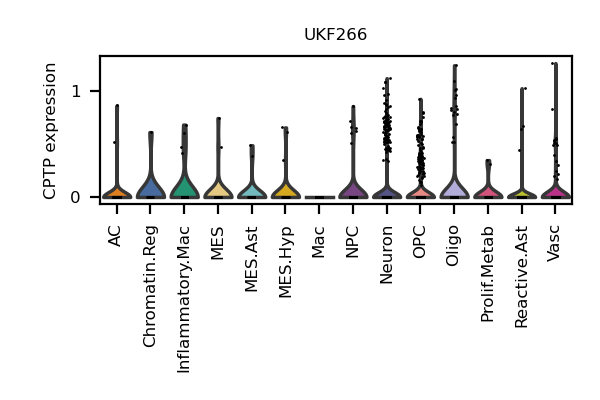 UKF266
CPTP expression
1
0
AC
Chromatin.Reg
Inflammatory.Mac
MES
MES.Ast
MES.Hyp
Mac
NPC
Neuron
OPC
Oligo
Prolif.Metab
Reactive.Ast
Vasc